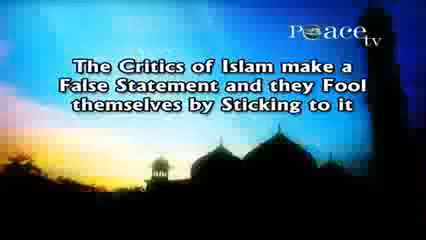 Peace tv
The Critics of Islam make a
False Statement and they Fool
themselves by Sticking to it